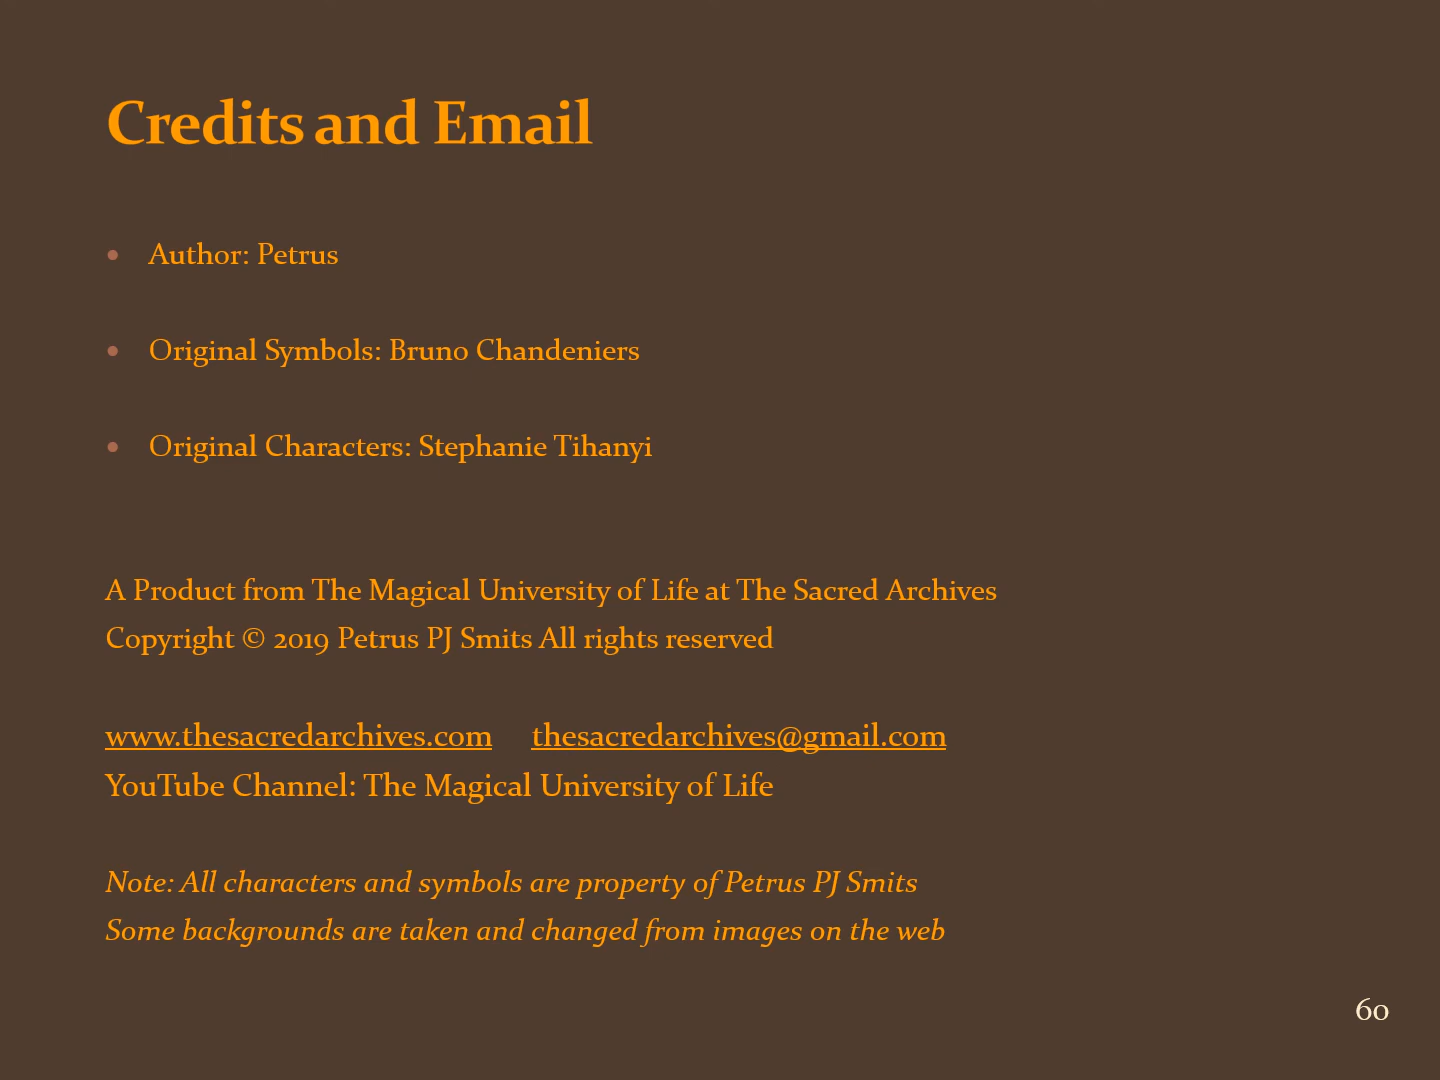 Credits and Email
• Author: Petrus
• Original Symbols: Bruno Chandeniers
• Original Characters: Stephanie Tihanyi
A Product from The Magical University of Life at The Sacred Archives
Copyright © 2019 Petrus PJ Smits All rights reserved
www.thesacredarchives.com thesacredarchives@gmail.com
YouTube Channel: The Magical University of Life
Note: All characters and symbols are property of Petrus PJ Smits
Some backgrounds are taken and changed from images on the web
60